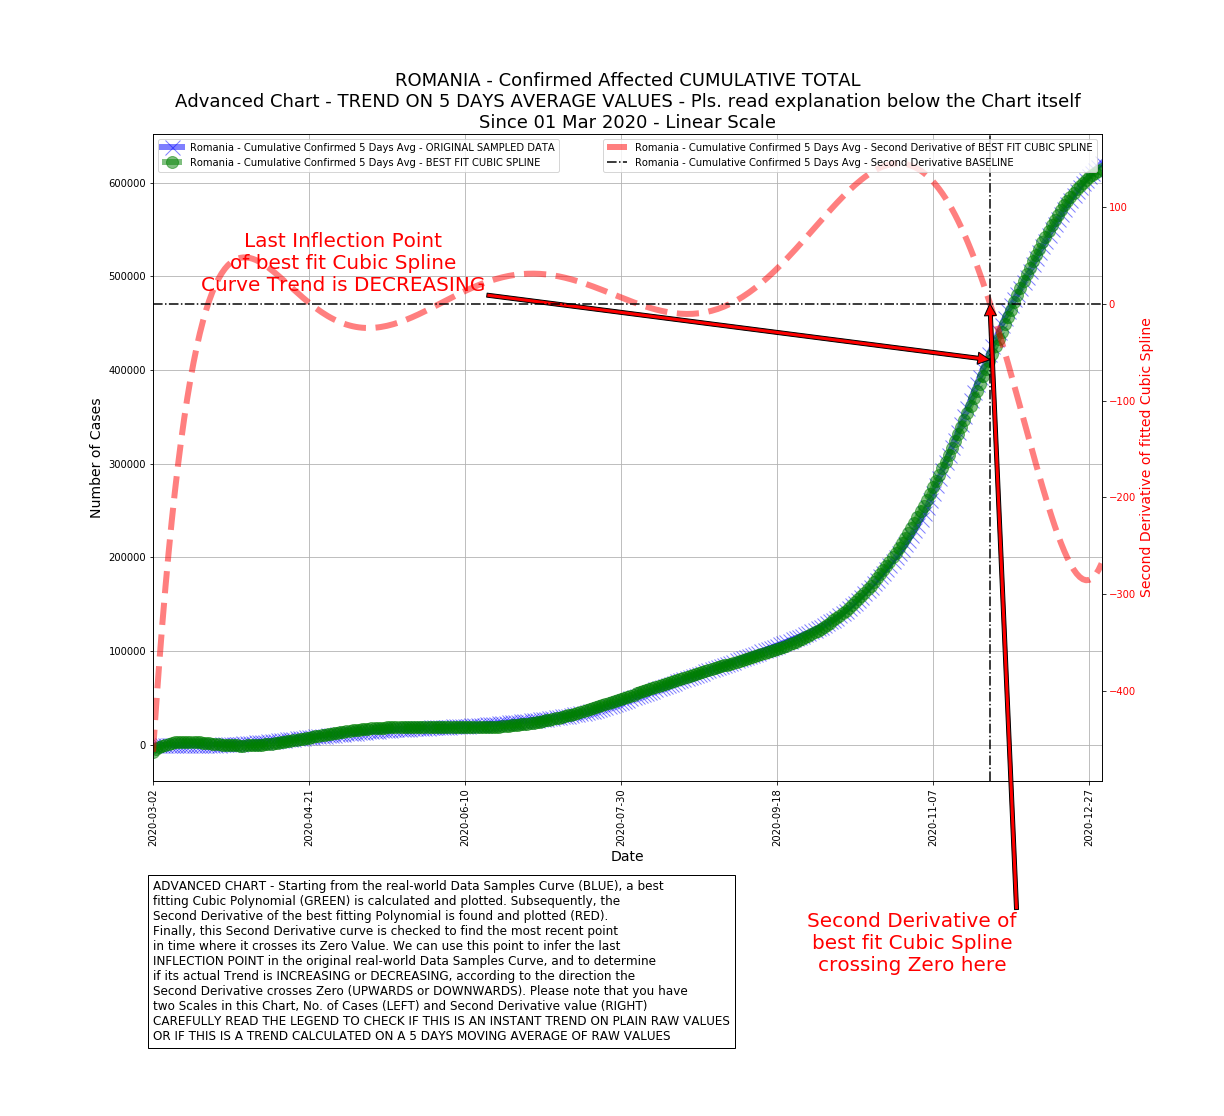 ROMANIA - Confirmed Affected CUMULATIVE TOTAL
Advanced Chart - TREND ON 5 DAYS AVERAGE VALUES - Pls. read explanation below the Chart itself
Since 01 Mar 2020 - Linear Scale
Romania - Cumulative Confirmed 5 Days Avg - ORIGINAL SAMPLED DATA
Romania - Cumulative Confirmed 5 Days Avg - BEST FIT CUBIC SPLINE
Romania - Cumulative Confirmed 5 Days Avg - Second Derivative of BEST FIT CUBIC SPLINE
Romania - Cumulative Confirmed 5 Days Avg - Second Derivative BASELINE
Last Inflection Point
of best fit Cubic Spline
Curve Trend is DECREASING
Number of Cases
600000
500000
400000
300000
200000
100000
0
100
0
−100
−200
−300
−400
Second Derivative of fitted Cubic Spline
2020-03-02
2020-04-21
2020-06-10
2020-07-30
2020-09-18
2020-11-07
2020-12-27
Date
Second Derivative of
best fit Cubic Spline
crossing Zero here
ADVANCED CHART - Starting from the real-world Data Samples Curve (BLUE), a best
fitting Cubic Polynomial (GREEN) is calculated and plotted. Subsequently, the
Second Derivative of the best fitting Polynomial is found and plotted (RED).
Finally, this Second Derivative curve is checked to find the most recent point
in time where it crosses its Zero Value. We can use this point to infer the last
INFLECTION POINT in the original real-world Data Samples Curve, and to determine
if its actual Trend is INCREASING or DECREASING, according to the direction the
Second Derivative crosses Zero (UPWARDS or DOWNWARDS). Please note that you have
two Scales in this Chart, No. of Cases (LEFT) and Second Derivative value (RIGHT)
CAREFULLY READ THE LEGEND TO CHECK IF THIS IS AN INSTANT TREND ON PLAIN RAW VALUES
OR IF THIS IS A TREND CALCULATED ON A 5 DAYS MOVING AVERAGE OF RAW VALUES